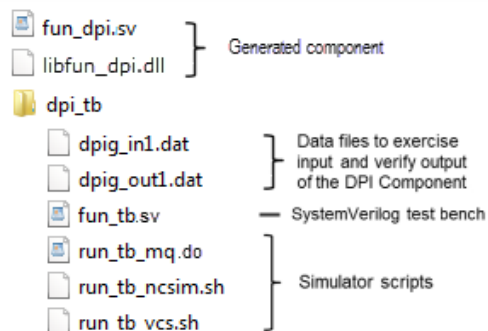 fun_dpi.sv
libfun_dpi.dll
Generated component
dpi_tb
dpig_in1.dat
dpig_out1.dat
Data files to exercise
input and verify output
of the DPI Component
fun_tb.sv
SystemVerilog test bench
run_tb_mq.do
run_tb_ncsim.sh
run_tb_vcs.sh
Simulator scripts